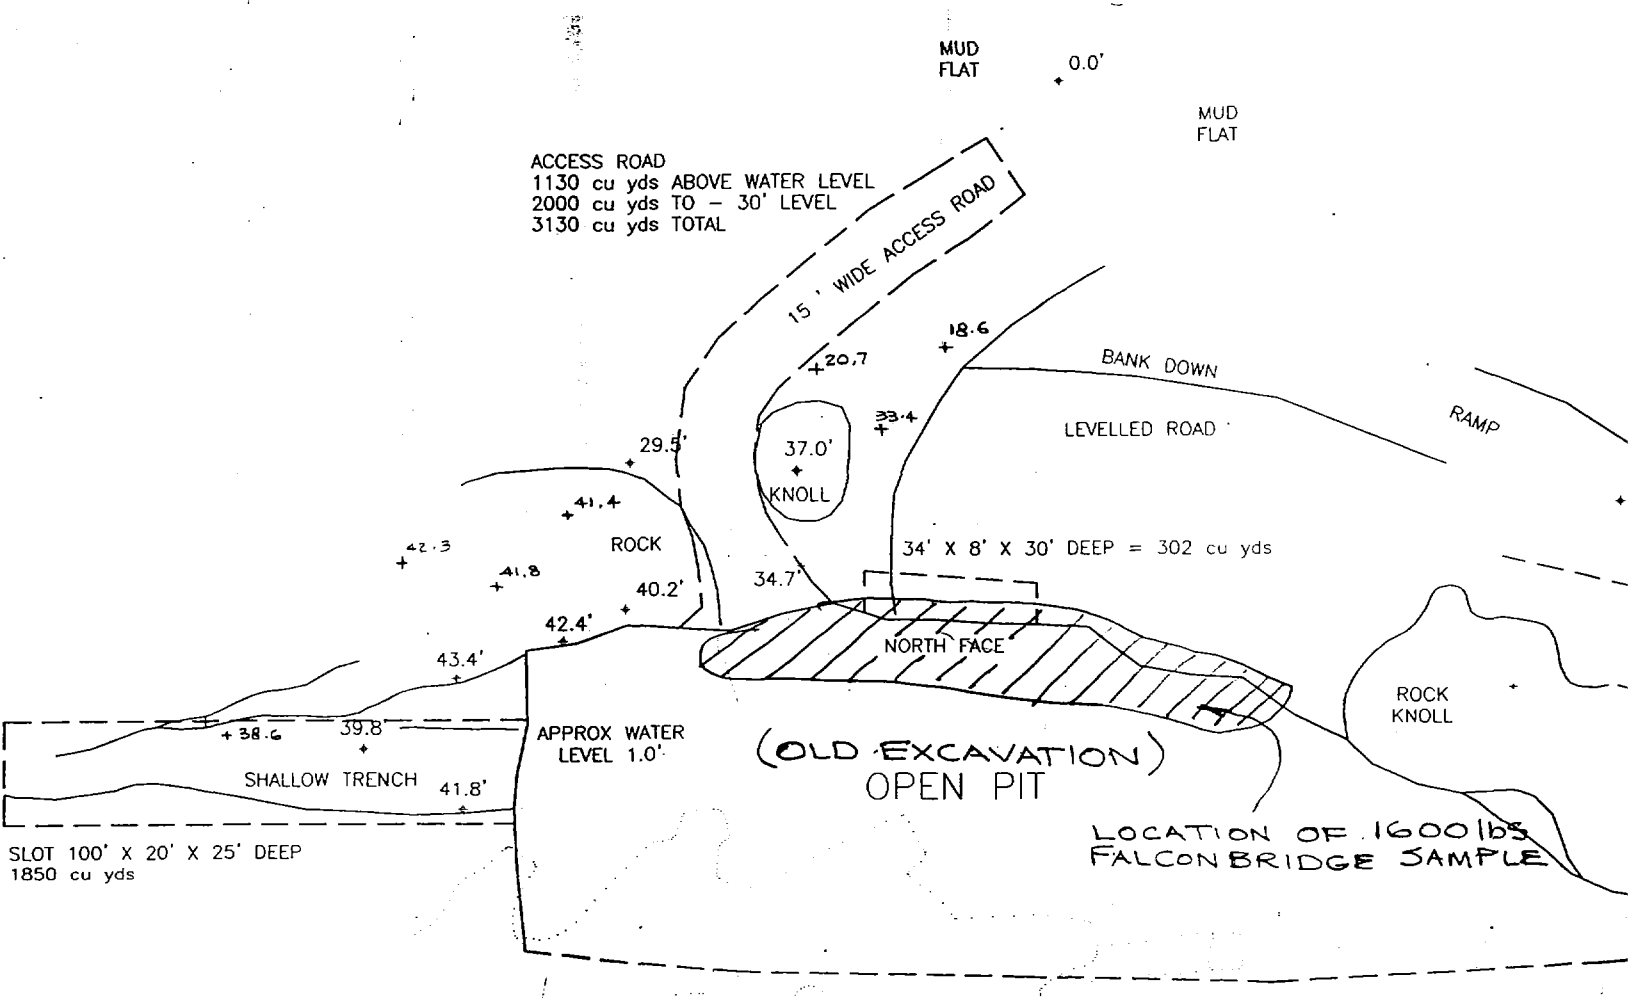 MUD
FLAT
0.0'
MUD
FLAT
ACCESS ROAD
1130 cu yds ABOVE WATER LEVEL
2000 cu yds TO - 30' LEVEL
3130 cu yds TOTAL
15' WIDE ACCESS ROAD
18.6
20.7
BANK DOWN
33.4
LEVELLED ROAD
RAMP
29.5'
37.0'
KNOLL
41.4
42.3
ROCK
34' X 8' X 30' DEEP = 302 cu yds
41.8
34.7'
40.2'
42.4'
NORTH FACE
43.4'
ROCK
KNOLL
38.6
39.8'
APPROX WATER
LEVEL 1.0'
(OLD EXCAVATION)
OPEN PIT
SHALLOW TRENCH
41.8'
LOCATION OF 1600 lbs
FALCONBRIDGE SAMPLE
SLOT 100' X 20' X 25' DEEP
1850 cu yds